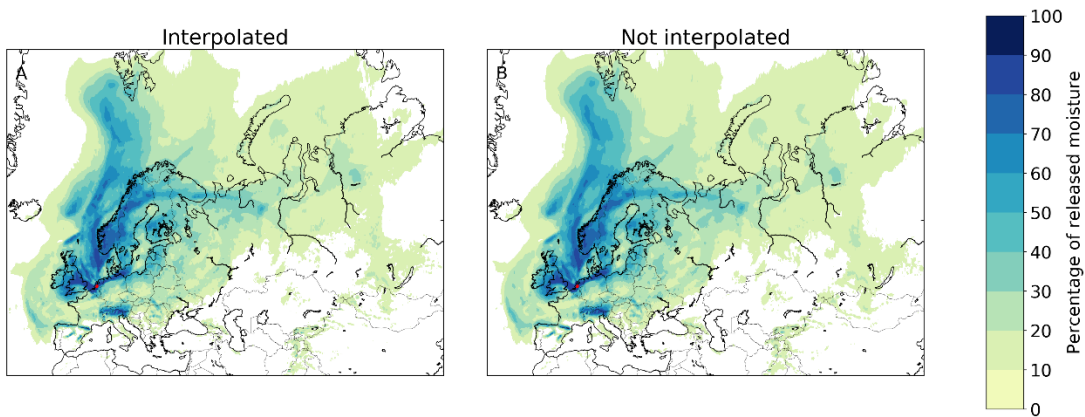 Interpolated
Not interpolated
A
B
100
90
80
70
60
50
40
30
20
10
0
Percentage of released moisture